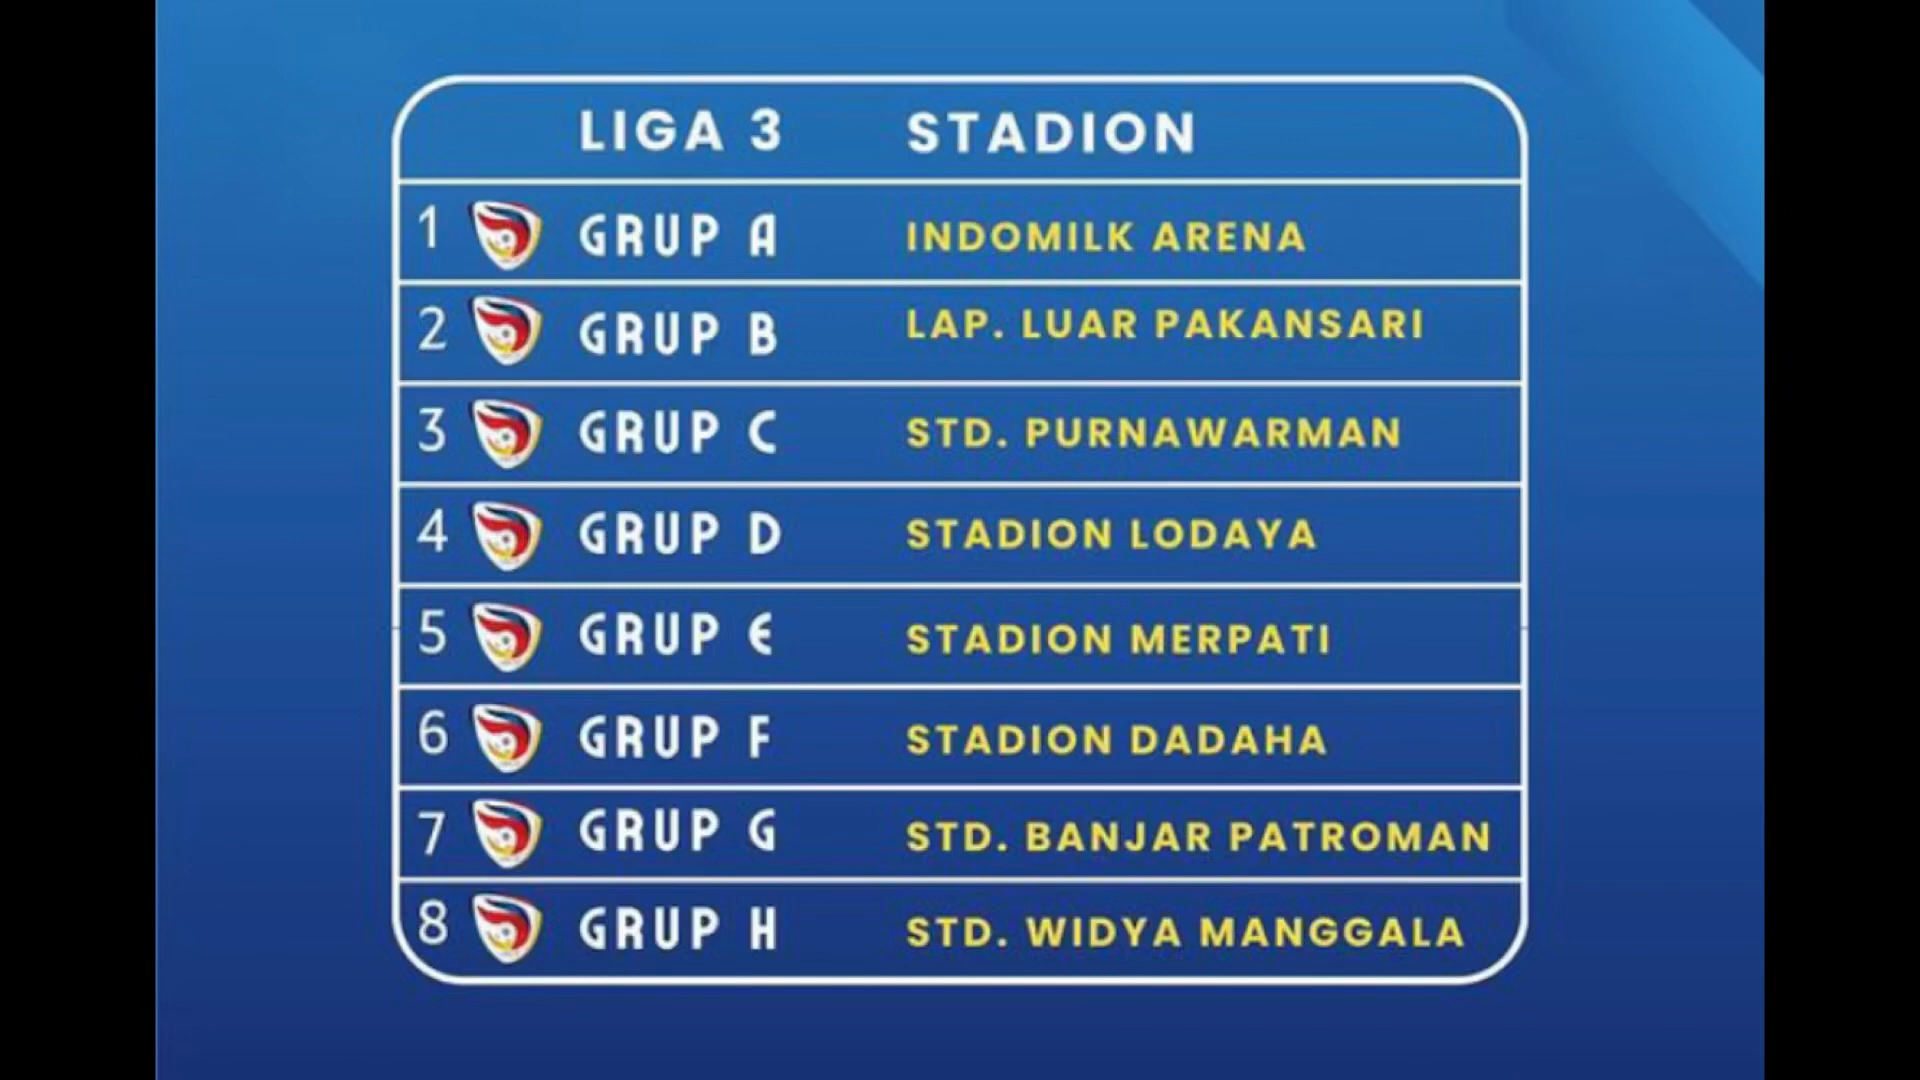 LIGA 3 STADION
1 GRUP A INDOMILK ARENA
2 GRUP B LAP. LUAR PAKANSARI
3 GRUP C STD. PURNAWARMAN
4 GRUP D STADION LODAYA
5 GRUP E STADION MERPATI
6 GRUP F STADION DADAHA
7 GRUP G STD. BANJAR PATROMAN
8 GRUP H STD. WIDYA MANGGALA